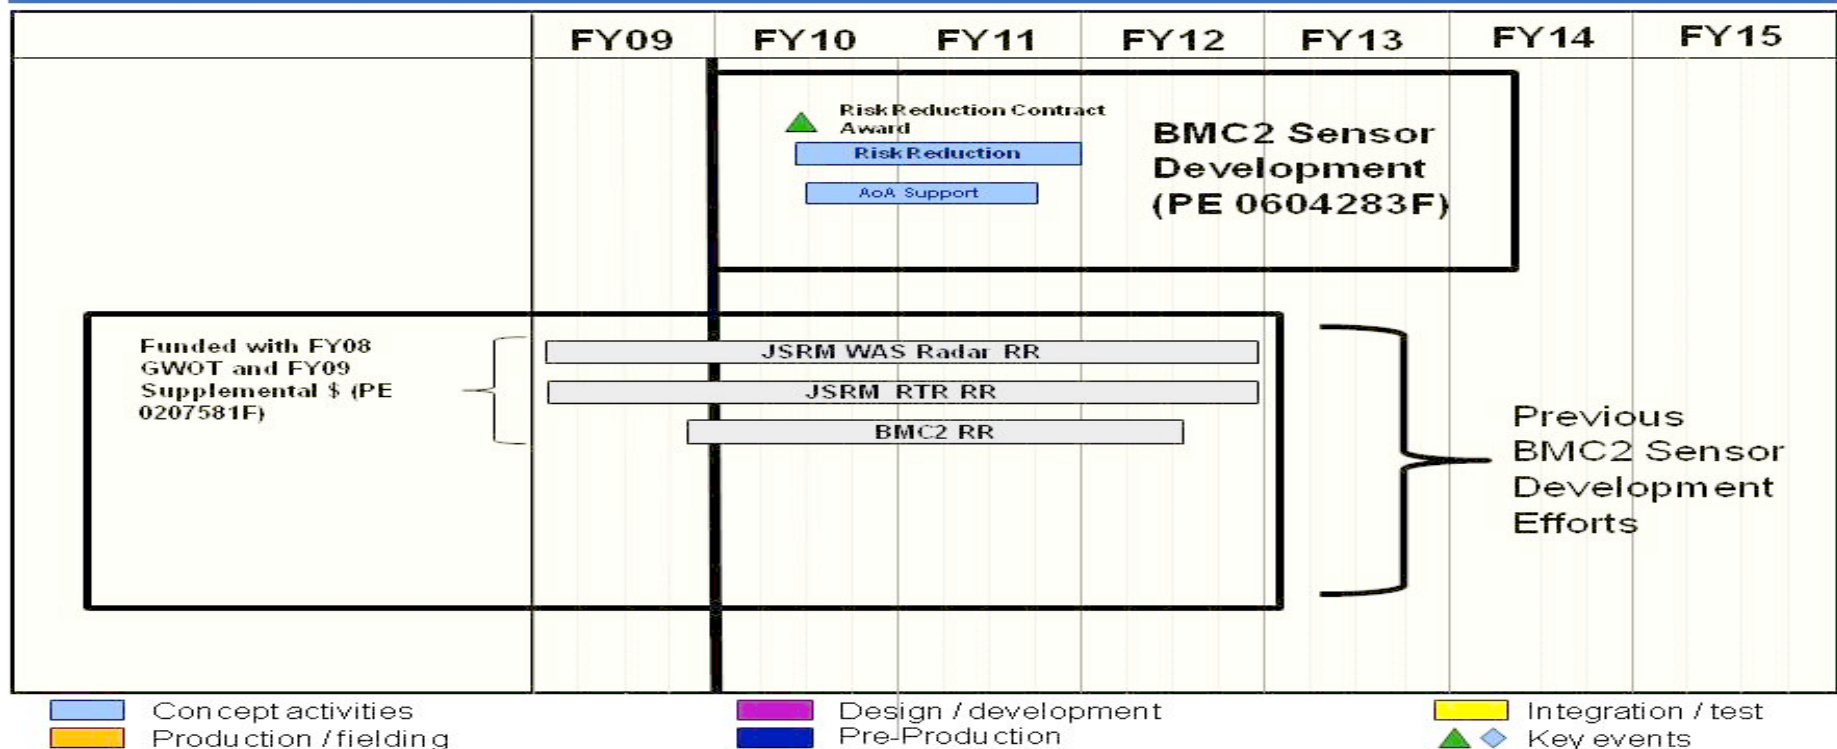 FY09 FY10 FY11 FY12 FY13 FY14 FY15
Risk Reduction Contract
Award
Risk Reduction
AoA Support
BMC2 Sensor
Development
(PE 0604283F)
Funded with FY08
GWOT and FY09
Supplemental $ (PE
0207581F)
JSRM WAS Radar RR
JSRM RTR RR
BMC2 RR
Previous
BMC2 Sensor
Development
Efforts
Concept activities
Design / development
Integration / test
Production / fielding
Pre-Production
Key events